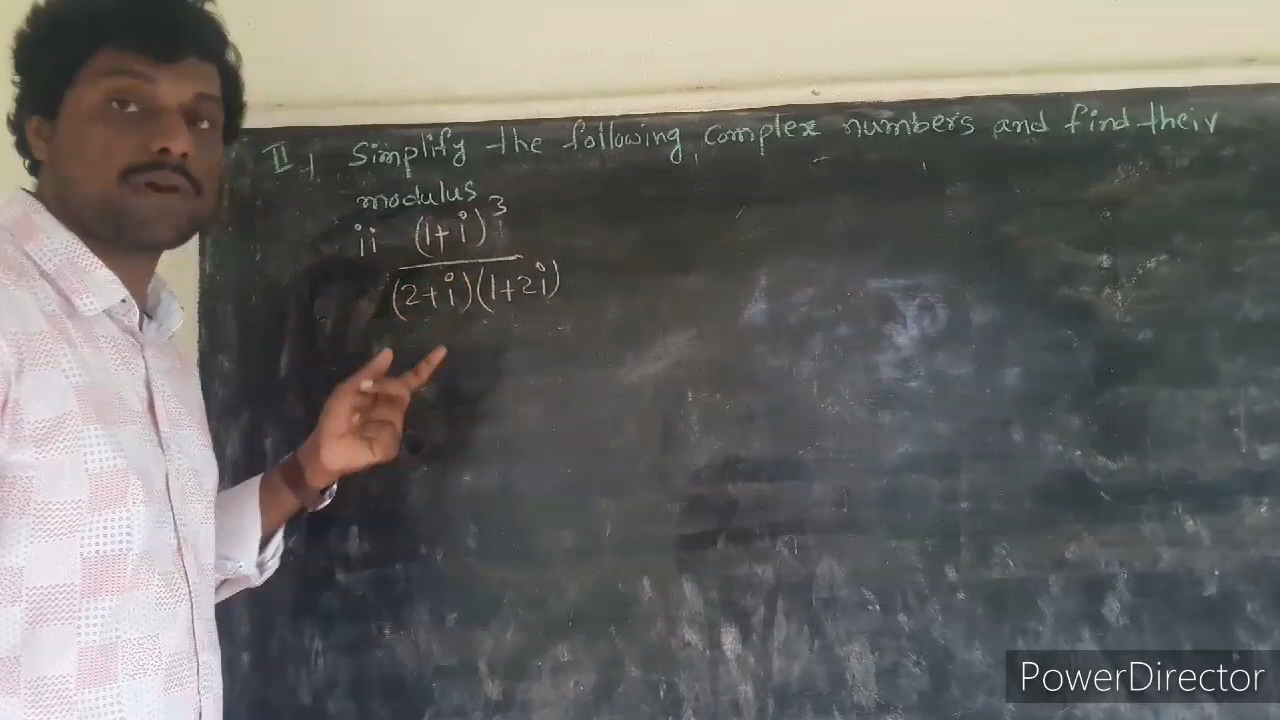 II 1 Simplify the following complex numbers and find their
modulus
ii (1+i)³
(2+i)(1+2i)
PowerDirector